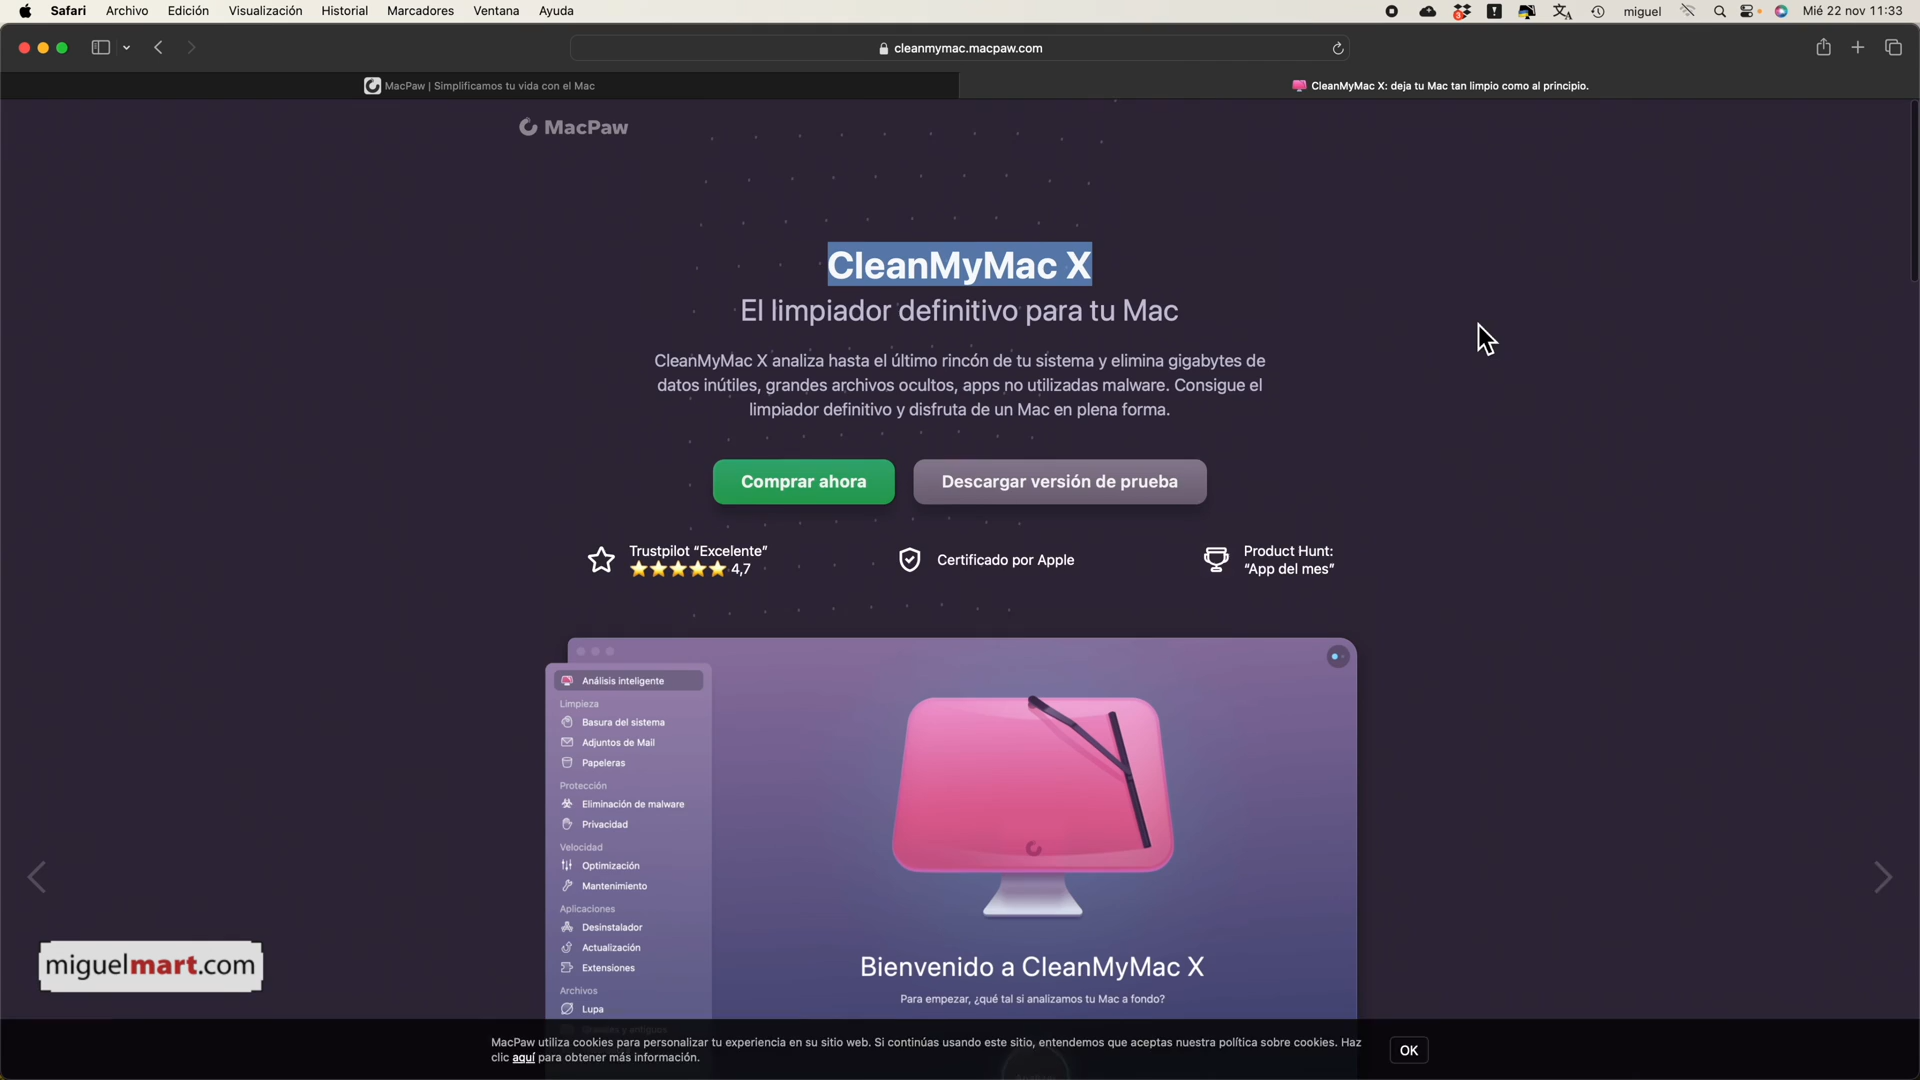 Safari Archivo Edición Visualización Historial Marcadores Ventana Ayuda miguel Mié 22 nov 11:33
cleanmymac.macpaw.com
MacPaw | Simplificamos tu vida con el Mac
CleanMyMac X: deja tu Mac tan limpio como al principio.
MacPaw
CleanMyMac X
El limpiador definitivo para tu Mac
CleanMyMac X analiza hasta el último rincón de tu sistema y elimina gigabytes de
datos inútiles, grandes archivos ocultos, apps no utilizadas malware. Consigue el
limpiador definitivo y disfruta de un Mac en plena forma.
Comprar ahora
Descargar versión de prueba
Trustpilot “Excelente”
4,7
Certificado por Apple
Product Hunt:
“App del mes”
Análisis inteligente
Limpieza
Basura del sistema
Adjuntos de Mail
Papeleras
Protección
Eliminación de malware
Privacidad
Velocidad
Optimización
Mantenimiento
Aplicaciones
Desinstalador
Actualización
Extensiones
Archivos
Lupa
Bienvenido a CleanMyMac X
Para empezar, ¿qué tal si analizamos tu Mac a fondo?
miguelmart.com
MacPaw utiliza cookies para personalizar tu experiencia en su sitio web. Si continúas usando este sitio, entendemos que aceptas nuestra política sobre cookies. Haz
clic aquí para obtener más información.
OK